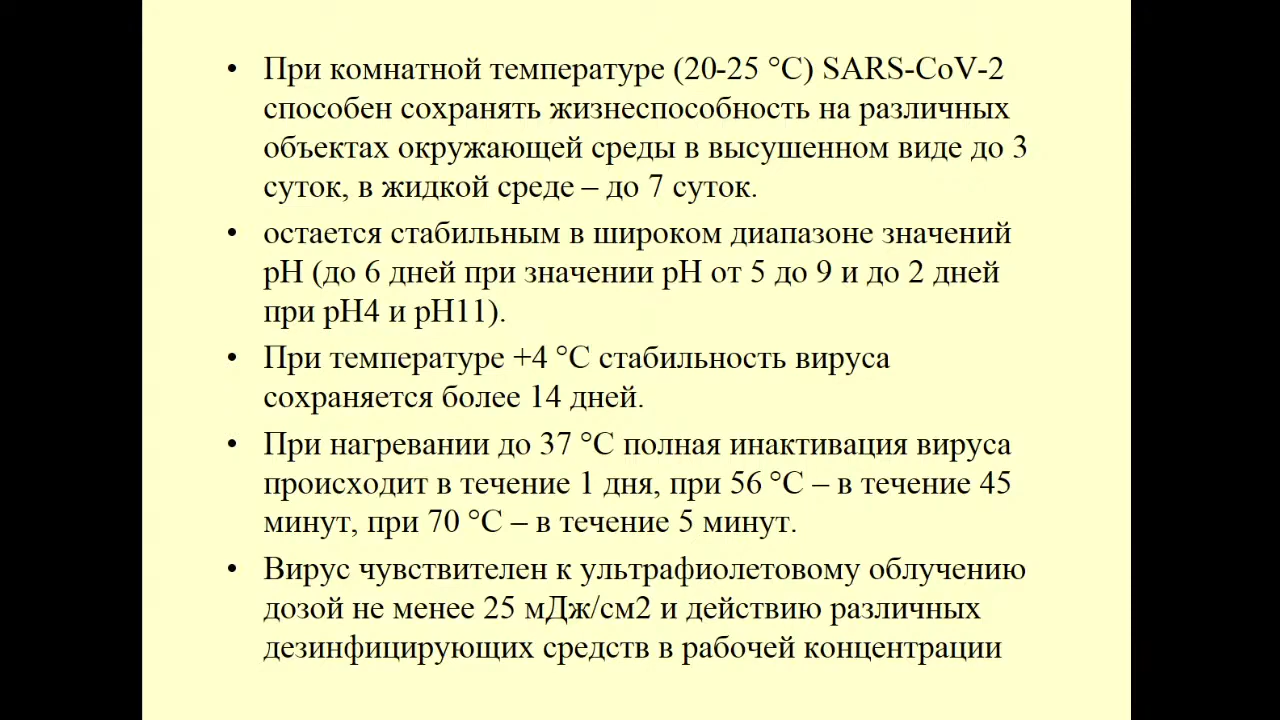 • При комнатной температуре (20-25 °С) SARS-CoV-2
способен сохранять жизнеспособность на различных
объектах окружающей среды в высушенном виде до 3
суток, в жидкой среде – до 7 суток.
• остается стабильным в широком диапазоне значений
рН (до 6 дней при значении рН от 5 до 9 и до 2 дней
при рН4 и рН11).
• При температуре +4 °С стабильность вируса
сохраняется более 14 дней.
• При нагревании до 37 °С полная инактивация вируса
происходит в течение 1 дня, при 56 °С – в течение 45
минут, при 70 °С – в течение 5 минут.
• Вирус чувствителен к ультрафиолетовому облучению
дозой не менее 25 мДж/см2 и действию различных
дезинфицирующих средств в рабочей концентрации